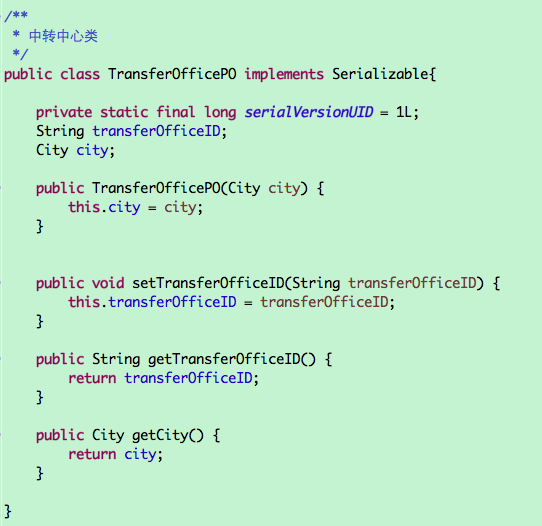 /**
 * 中转中心类
 */
public class TransferOfficePO implements Serializable{
    private static final long serialVersionUID = 1L;
    String transferOfficeID;
    City city;
    public TransferOfficePO(City city) {
        this.city = city;
    }
    public void setTransferOfficeID(String transferOfficeID) {
        this.transferOfficeID = transferOfficeID;
    }
    public String getTransferOfficeID() {
        return transferOfficeID;
    }
    public City getCity() {
        return city;
    }
}